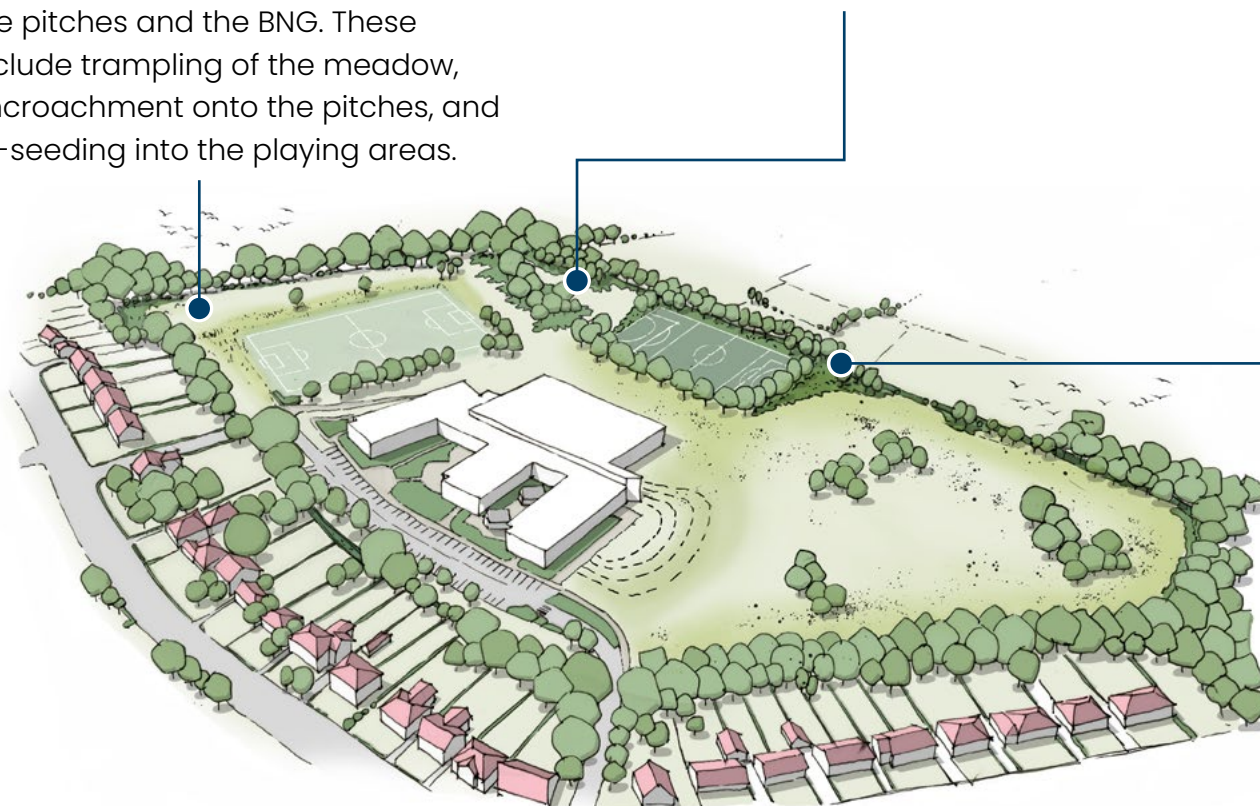 e pitches and the BNG. These
clude trampling of the meadow,
ncroachment onto the pitches, and
-seeding into the playing areas.